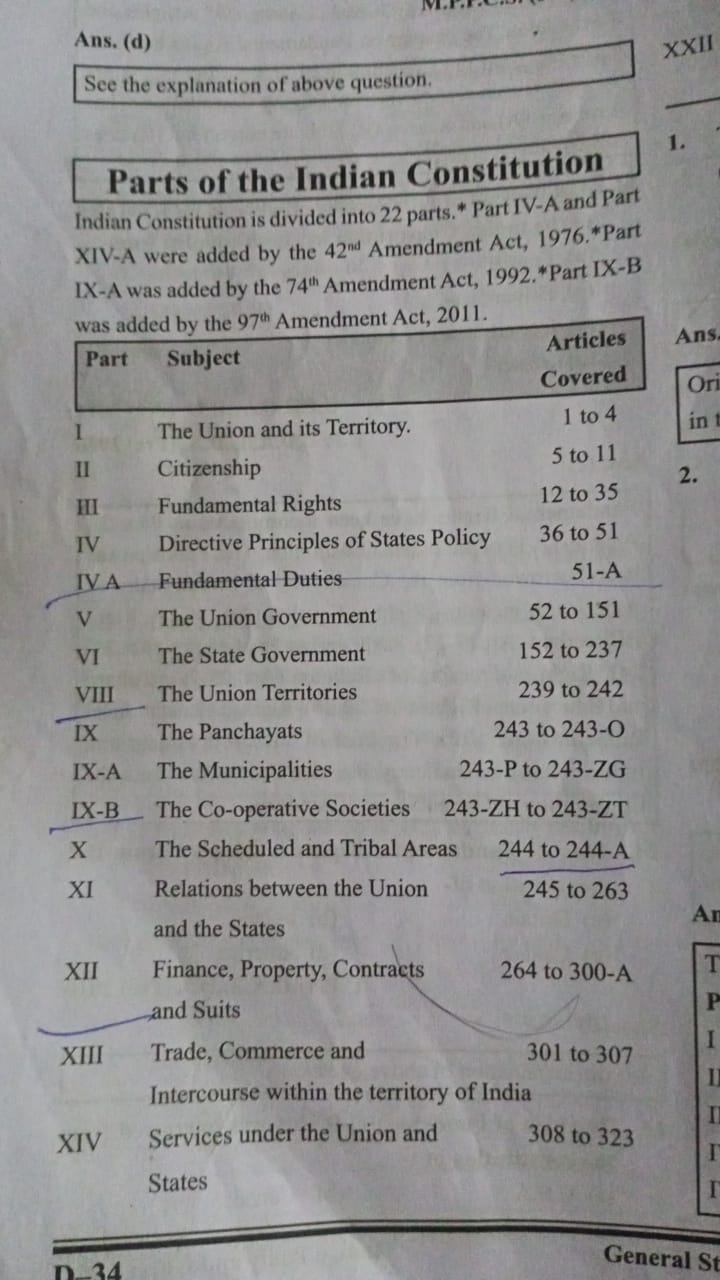 Ans. (d)
See the explanation of above question.
Parts of the Indian Constitution
Indian Constitution is divided into 22 parts.* Part IV-A and Part
XIV-A were added by the 42nd Amendment Act, 1976.*Part
IX-A was added by the 74th Amendment Act, 1992.*Part IX-B
was added by the 97th Amendment Act, 2011.
Part Subject Articles Covered
I The Union and its Territory. 1 to 4
II Citizenship 5 to 11
III Fundamental Rights 12 to 35
IV Directive Principles of States Policy 36 to 51
IV A Fundamental Duties 51-A
V The Union Government 52 to 151
VI The State Government 152 to 237
VIII The Union Territories 239 to 242
IX The Panchayats 243 to 243-O
IX-A The Municipalities 243-P to 243-ZG
IX-B The Co-operative Societies 243-ZH to 243-ZT
X The Scheduled and Tribal Areas 244 to 244-A
XI Relations between the Union 245 to 263
and the States
XII Finance, Property, Contracts 264 to 300-A
and Suits
XIII Trade, Commerce and 301 to 307
Intercourse within the territory of India
XIV Services under the Union and 308 to 323
States
D–34
General
XXII
1.
Ans.
in
2.